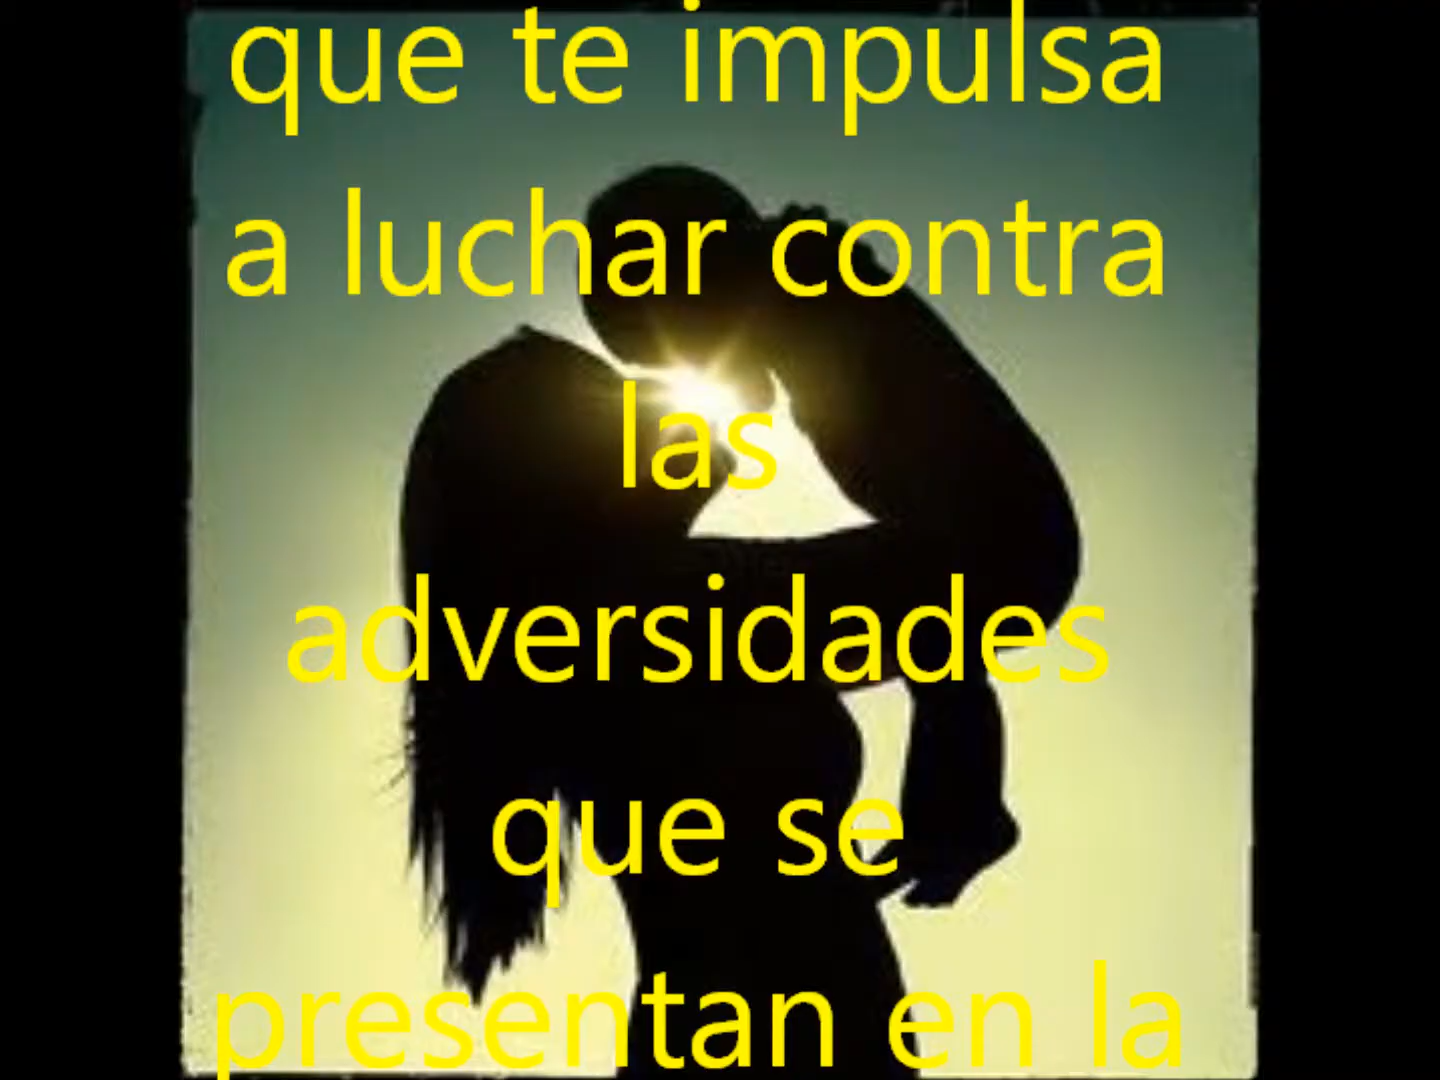 que te impulsa
a luchar contra
las
adversidades
que se
presentan en la